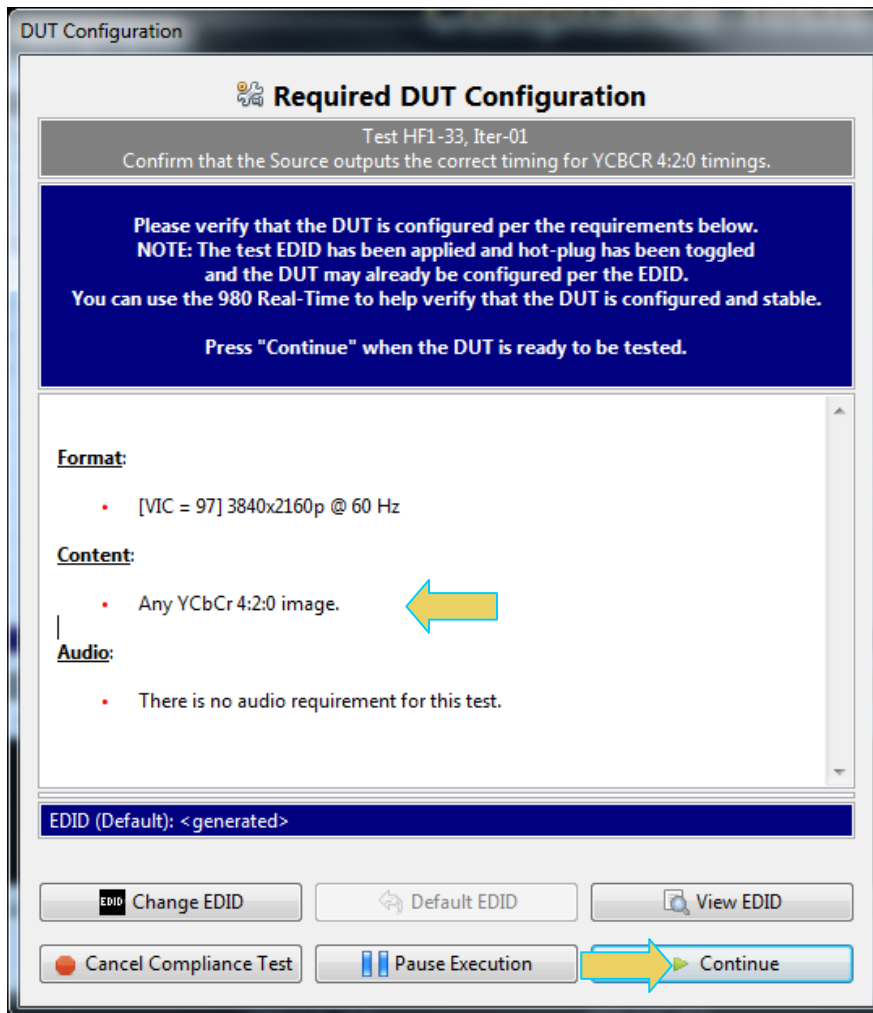 DUT Configuration
Required DUT Configuration
Test HF1-33, Iter-01
Confirm that the Source outputs the correct timing for YCBCR 4:2:0 timings.
Please verify that the DUT is configured per the requirements below.
NOTE: The test EDID has been applied and hot-plug has been toggled
and the DUT may already be configured per the EDID.
You can use the 980 Real-Time to help verify that the DUT is configured and stable.
Press "Continue" when the DUT is ready to be tested.
Format:
• [VIC = 97] 3840x2160p @ 60 Hz
Content:
• Any YCbCr 4:2:0 image.
Audio:
• There is no audio requirement for this test.
EDID (Default): <generated>
EDID Change EDID
Default EDID
View EDID
Cancel Compliance Test
Pause Execution
Continue